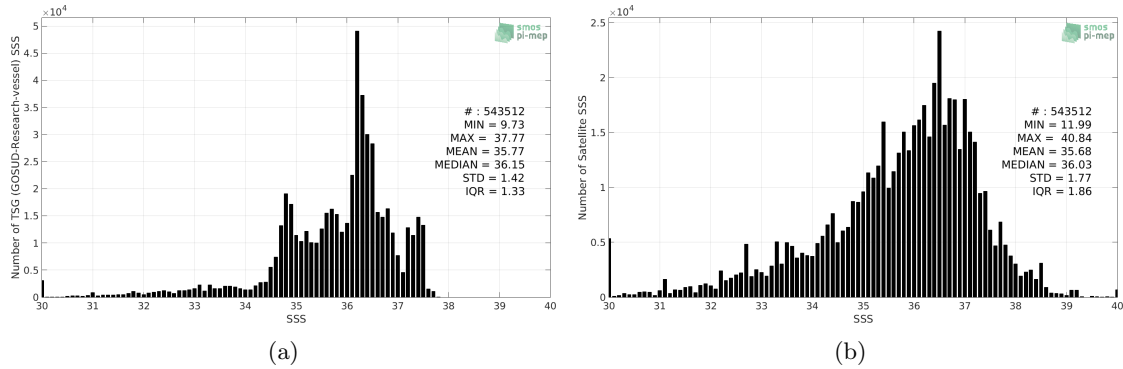 ×10⁴
5
4.5
4
3.5
3
2.5
2
1.5
1
0.5
0
Number of TSG (GOSUD-Research-vessel) SSS
smos
pi-mep
# : 543512
MIN = 9.73
MAX = 37.77
MEAN = 35.77
MEDIAN = 36.15
STD = 1.42
IQR = 1.33
30 31 32 33 34 35 36 37 38 39 40
SSS
(a)
×10⁴
2.5
2
1.5
1
0.5
0
Number of Satellite SSS
smos
pi-mep
# : 543512
MIN = 11.99
MAX = 40.84
MEAN = 35.68
MEDIAN = 36.03
STD = 1.77
IQR = 1.86
30 31 32 33 34 35 36 37 38 39 40
SSS
(b)